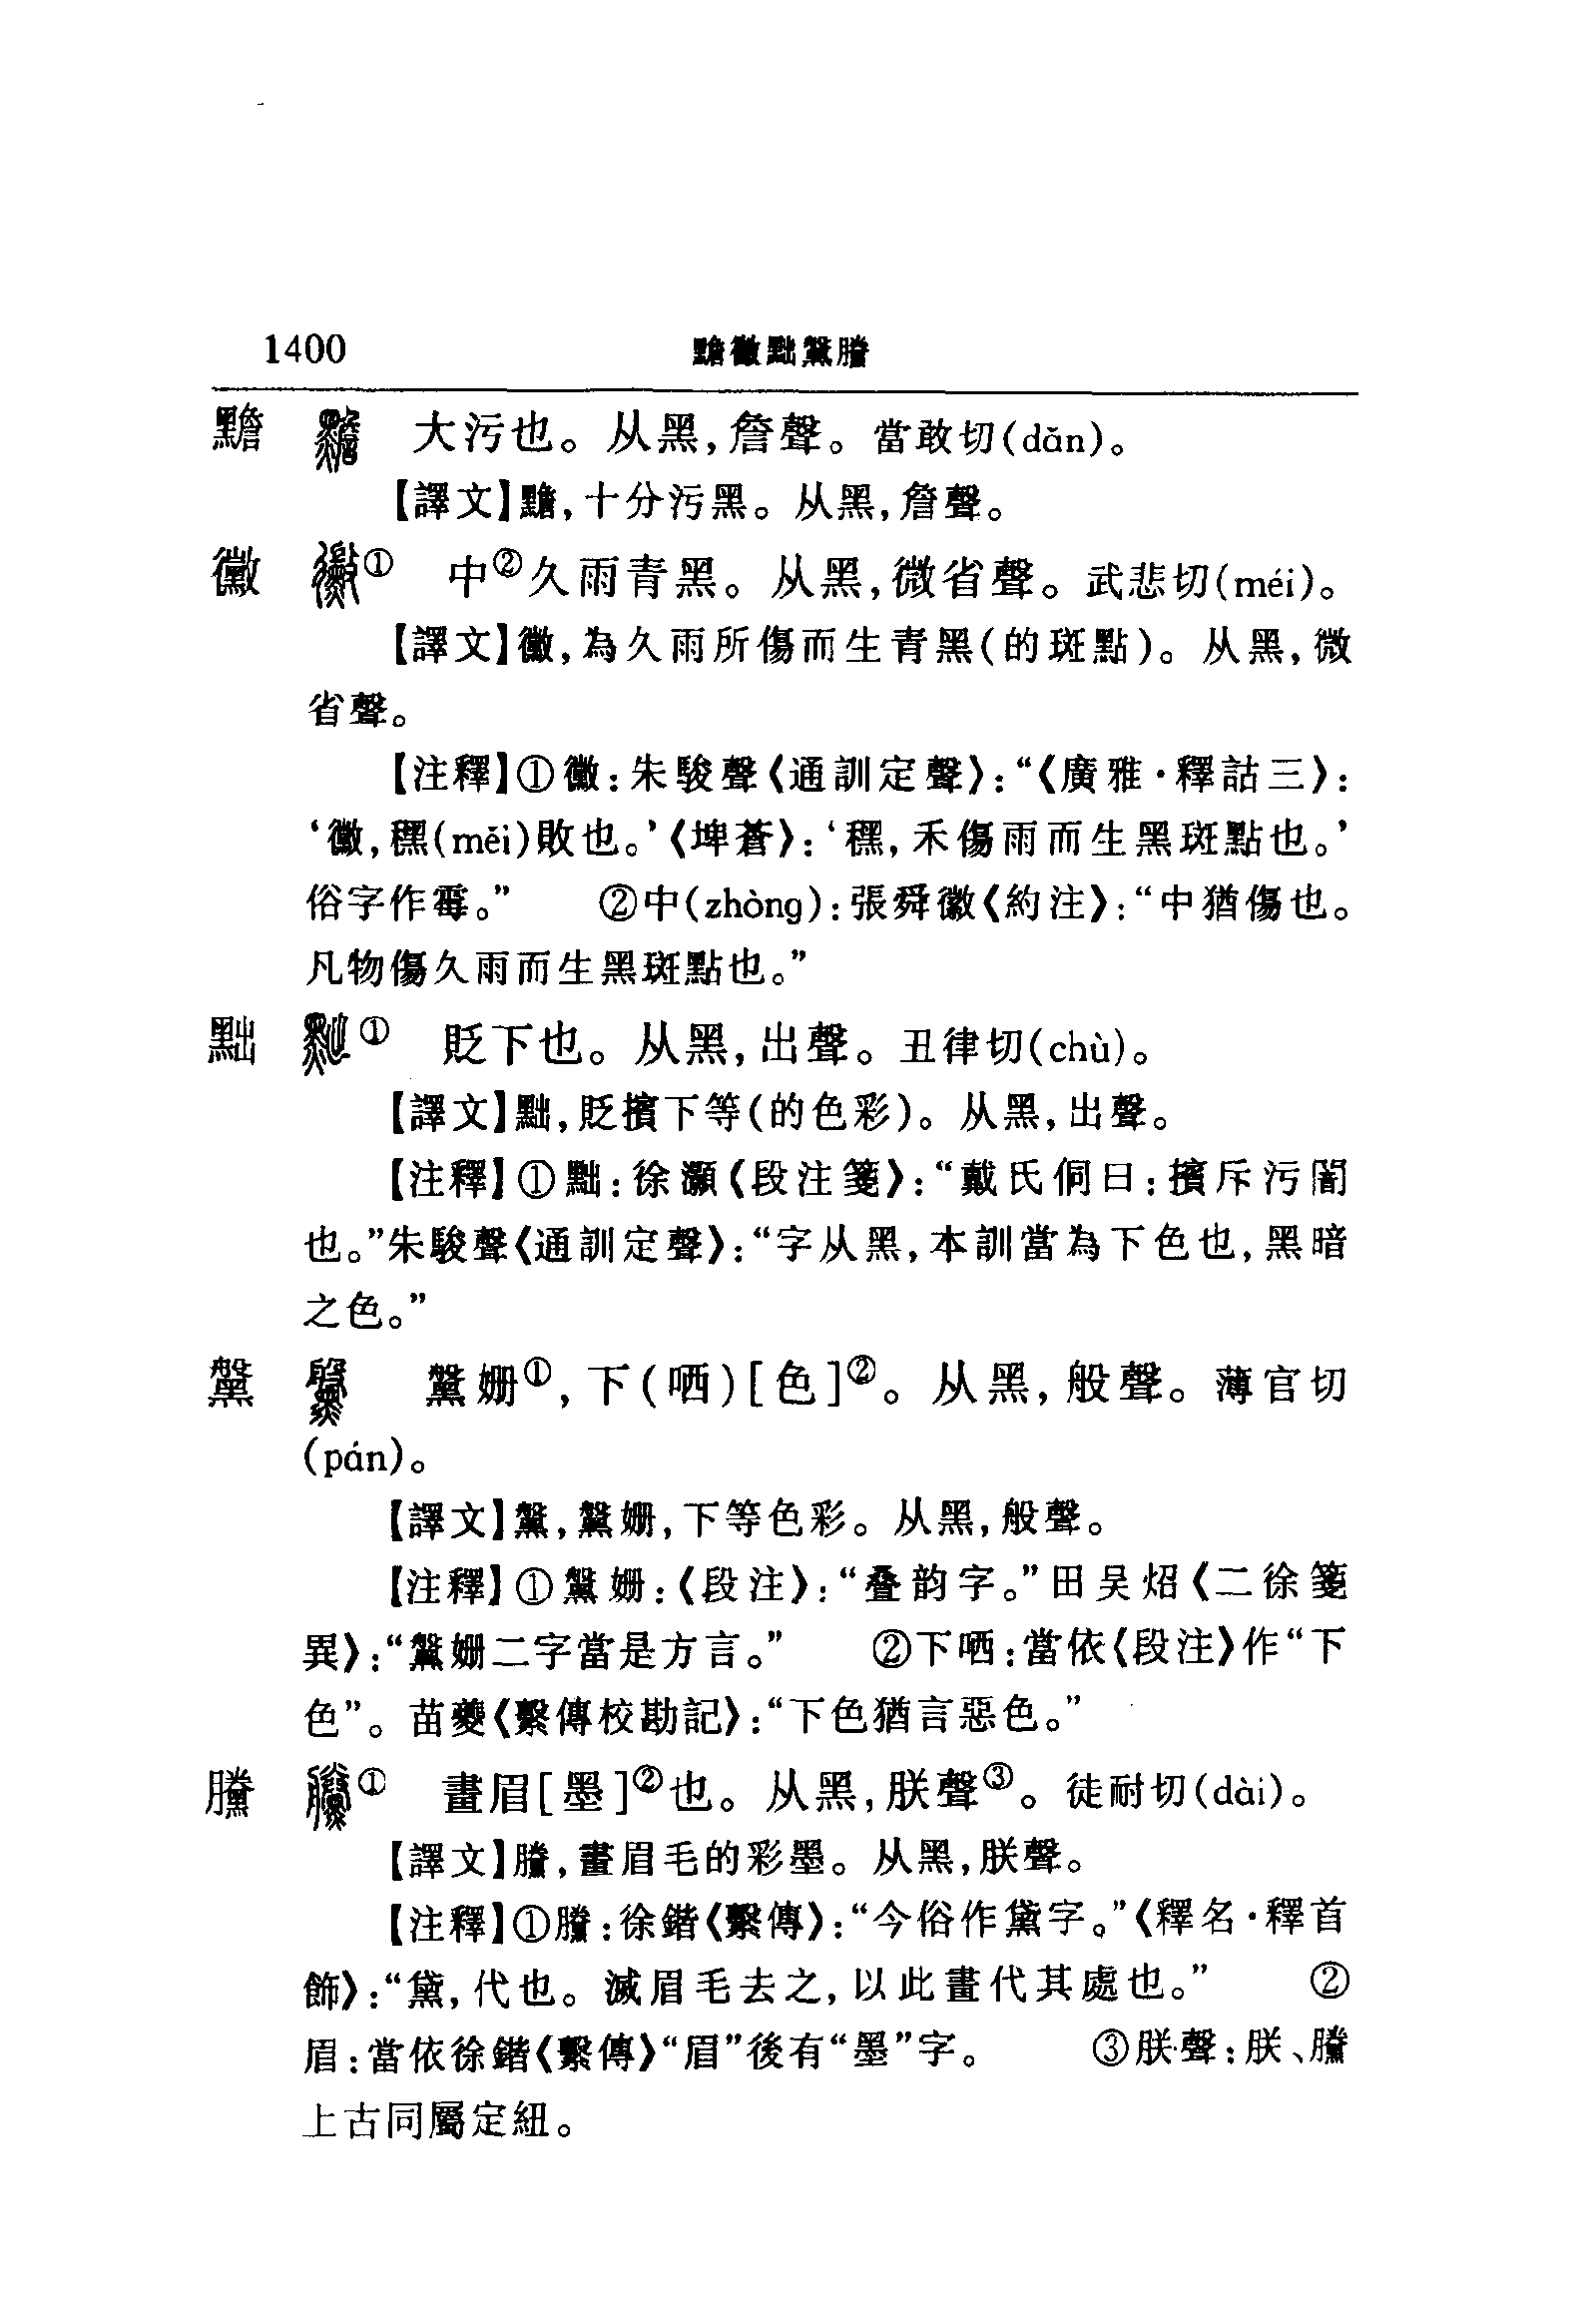 1400 黵黴黜鞶黱
黵 大污也。从黑,詹聲。當敢切(dǎn)。
【譯文】黵,十分污黑。从黑,詹聲。
黴 ① 中②久雨青黑。从黑,微省聲。武悲切(méi)。
【譯文】黴,為久雨所傷而生青黑(的斑點)。从黑,微
省聲。
【注釋】①黴:朱駿聲《通訓定聲》:“《廣雅·釋詁三》:
‘黴,䆀(měi)敗也。’《埤蒼》:‘䆀,禾傷雨而生黑斑點也。’
俗字作霉。” ②中(zhòng):張舜徽《約注》:“中猶傷也。
凡物傷久雨而生黑斑點也。”
黜 ① 貶下也。从黑,出聲。丑律切(chù)。
【譯文】黜,貶擯下等(的色彩)。从黑,出聲。
【注釋】①黜:徐灝《段注箋》:“戴氏侗曰:擯斥污闇
也。”朱駿聲《通訓定聲》:“字从黑,本訓當為下色也,黑暗
之色。”
䰉 䰉姍①,下(哂)[色]②。从黑,般聲。薄官切
(pán)。
【譯文】䰉,䰉姍,下等色彩。从黑,般聲。
【注釋】①䰉姍:《段注》:“叠韵字。”田吴炤《二徐箋
異》:“䰉姍二字當是方言。” ②下哂:當依《段注》作“下
色”。苗夔《繫傳校勘記》:“下色猶言惡色。”
黱 ① 畫眉[墨]②也。从黑,朕聲③。徒耐切(dài)。
【譯文】黱,畫眉毛的彩墨。从黑,朕聲。
【注釋】①黱:徐鍇《繫傳》:“今俗作黛字。”《釋名·釋首
飾》:“黛,代也。滅眉毛去之,以此畫代其處也。” ②
眉:當依徐鍇《繫傳》“眉”後有“墨”字。 ③朕聲:朕、黱
上古同屬定紐。